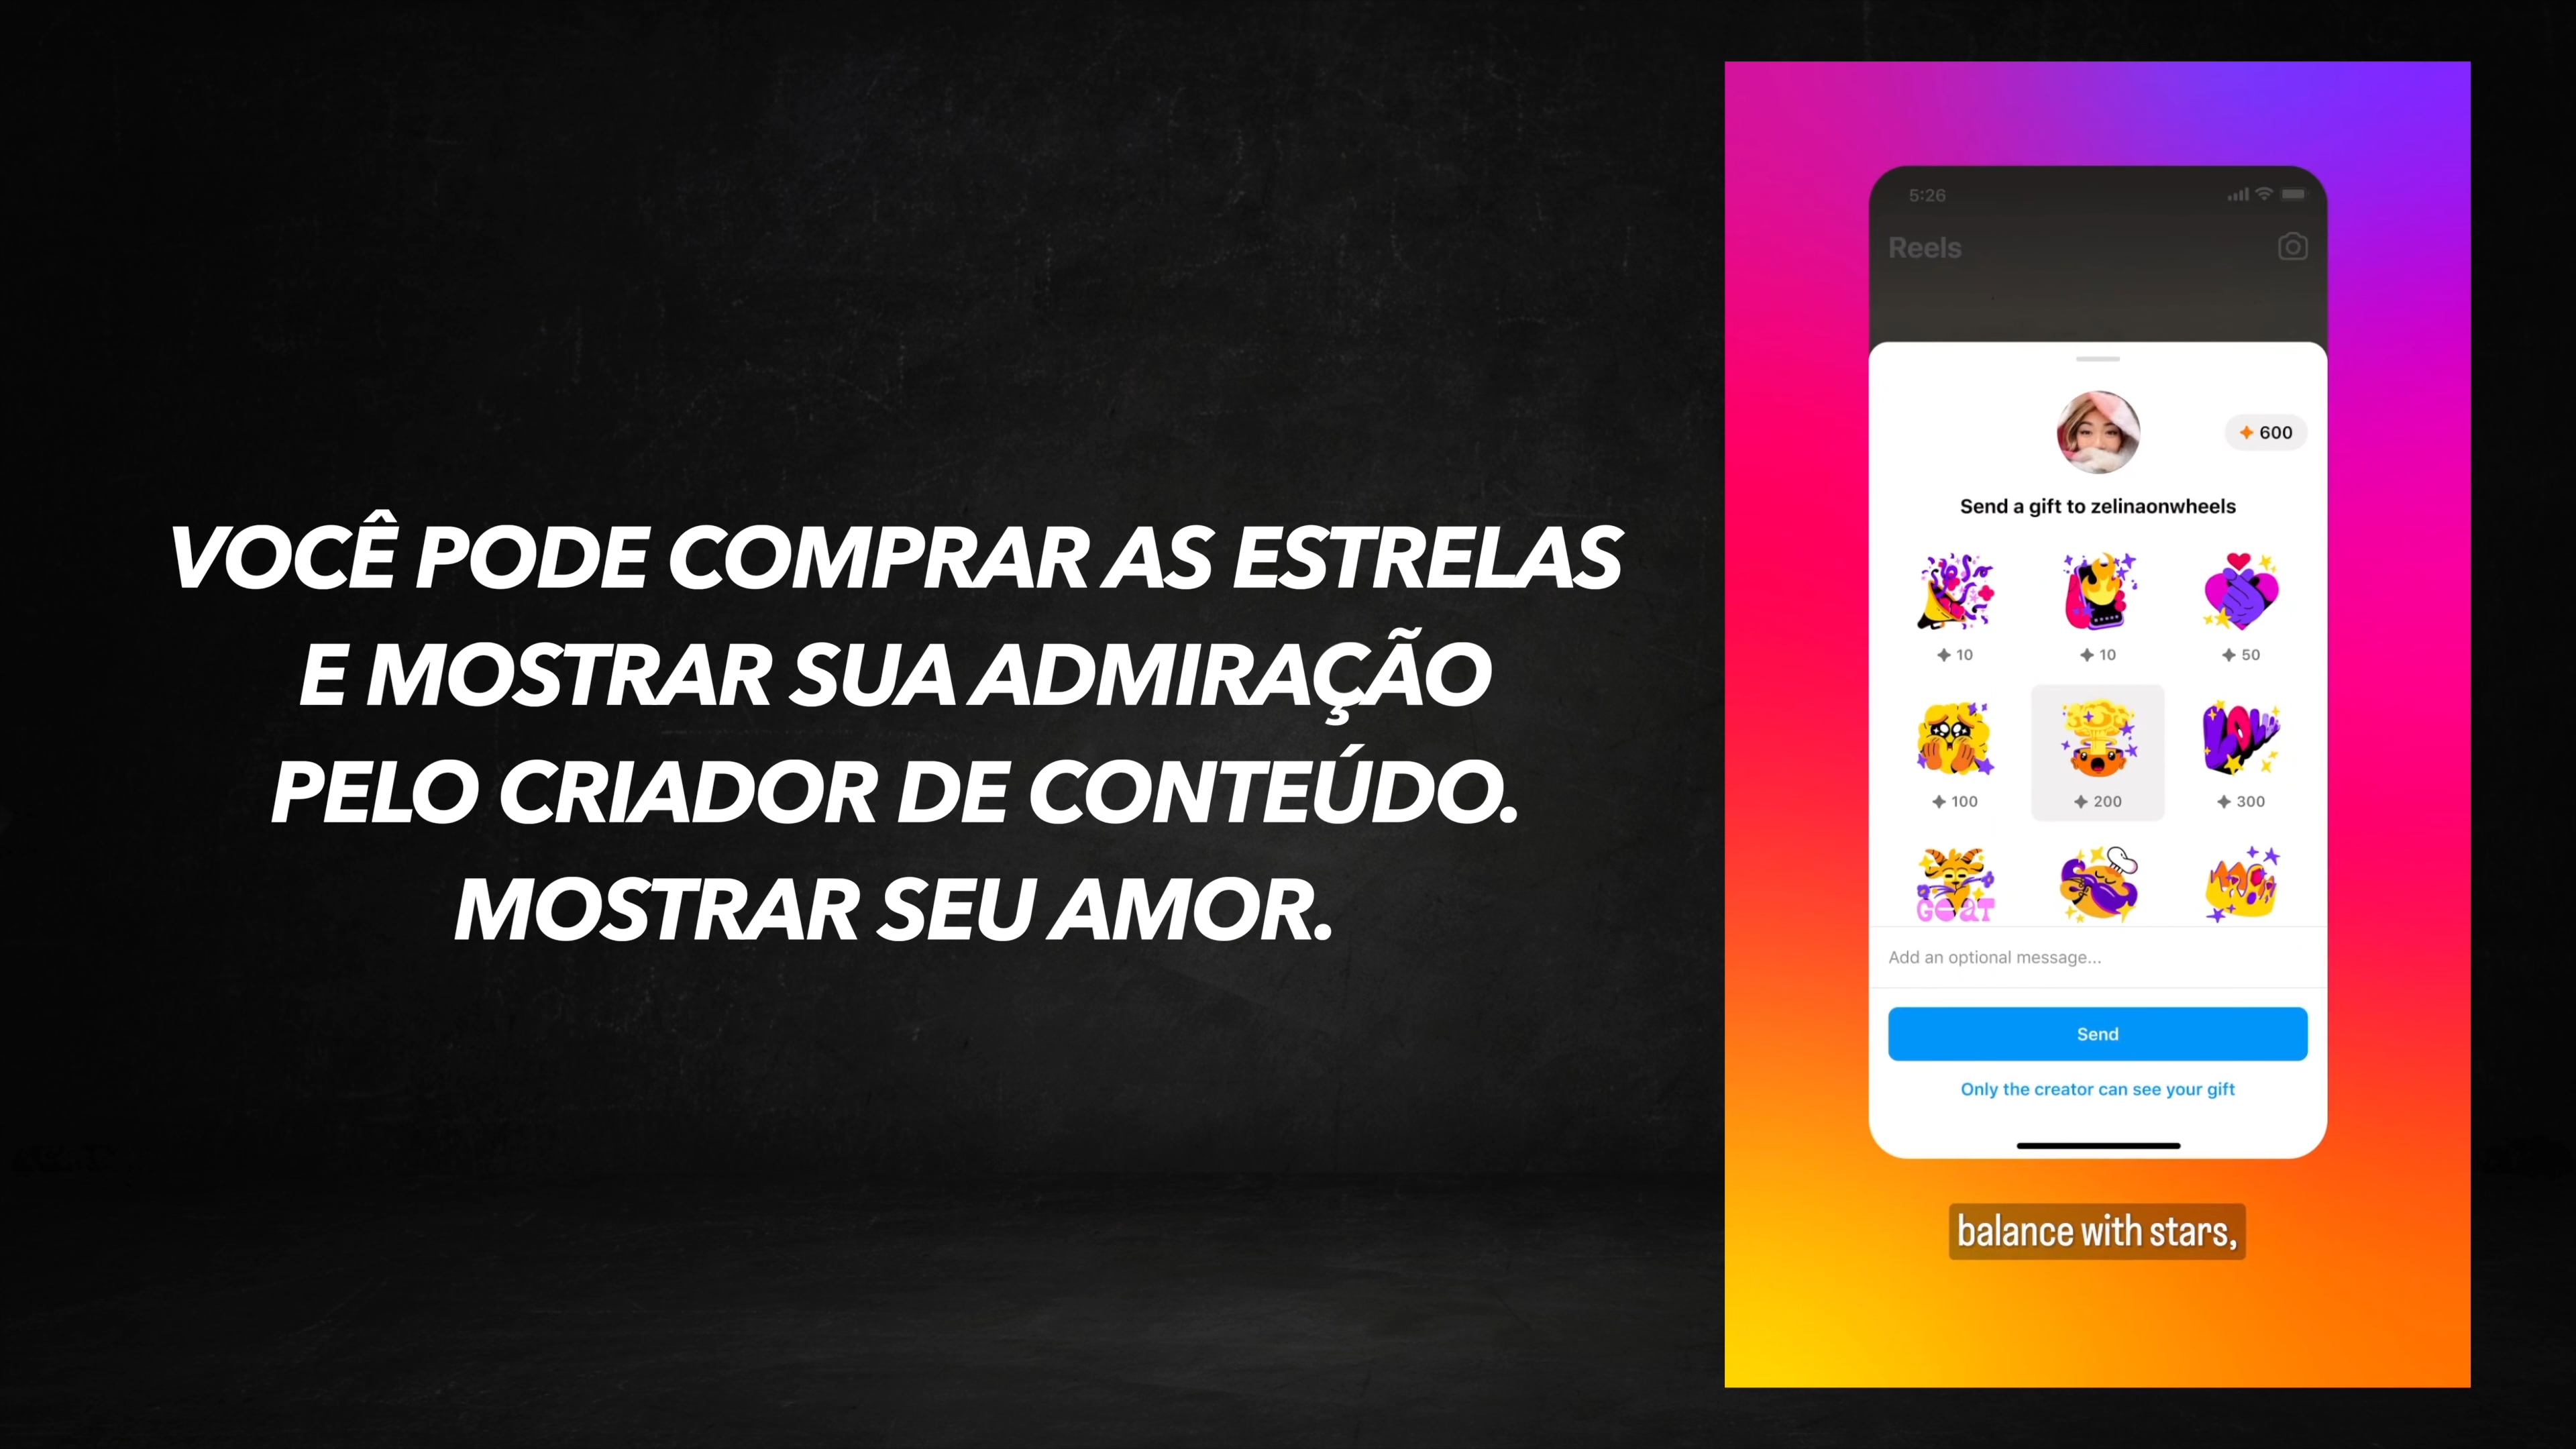 VOCÊ PODE COMPRAR AS ESTRELAS
E MOSTRAR SUA ADMIRAÇÃO
PELO CRIADOR DE CONTEÚDO.
MOSTRAR SEU AMOR.
5:26
Reels
600
Send a gift to zelinaonwheels
10 10 50
LOL
100 200 300
GOAT
Add an optional message...
Send
Only the creator can see your gift
balance with stars,